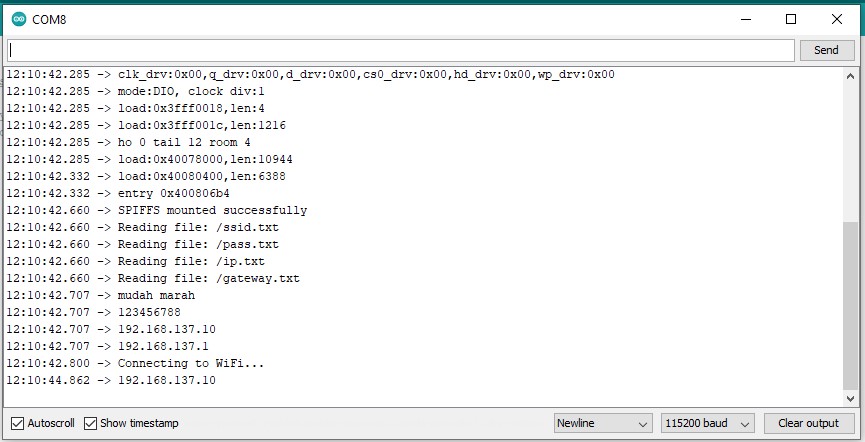 COM8
Send
12:10:42.285 -> clk_drv:0x00,q_drv:0x00,d_drv:0x00,cs0_drv:0x00,hd_drv:0x00,wp_drv:0x00
12:10:42.285 -> mode:DIO, clock div:1
12:10:42.285 -> load:0x3fff0018,len:4
12:10:42.285 -> load:0x3fff001c,len:1216
12:10:42.285 -> ho 0 tail 12 room 4
12:10:42.285 -> load:0x40078000,len:10944
12:10:42.332 -> load:0x40080400,len:6388
12:10:42.332 -> entry 0x400806b4
12:10:42.660 -> SPIFFS mounted successfully
12:10:42.660 -> Reading file: /ssid.txt
12:10:42.660 -> Reading file: /pass.txt
12:10:42.660 -> Reading file: /ip.txt
12:10:42.660 -> Reading file: /gateway.txt
12:10:42.707 -> mudah marah
12:10:42.707 -> 123456788
12:10:42.707 -> 192.168.137.10
12:10:42.707 -> 192.168.137.1
12:10:42.800 -> Connecting to WiFi...
12:10:44.862 -> 192.168.137.10
Autoscroll Show timestamp Newline 115200 baud Clear output